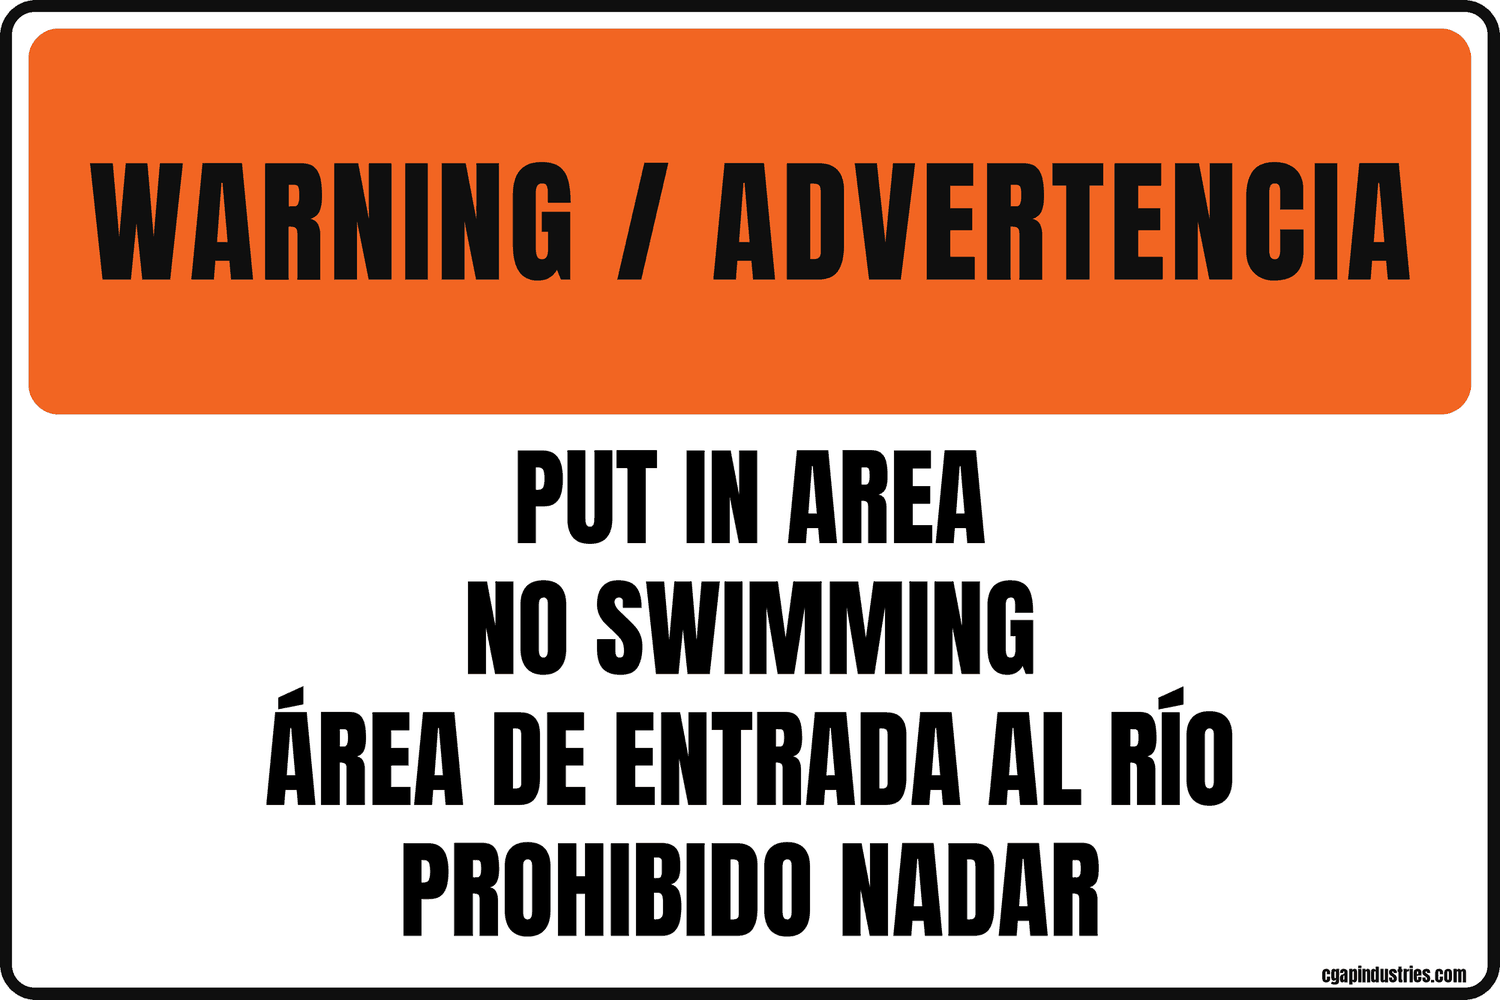 WARNING / ADVERTENCIA
PUT IN AREA
NO SWIMMING
ÁREA DE ENTRADA AL RÍO
PROHIBIDO NADAR
cgapindustries.com